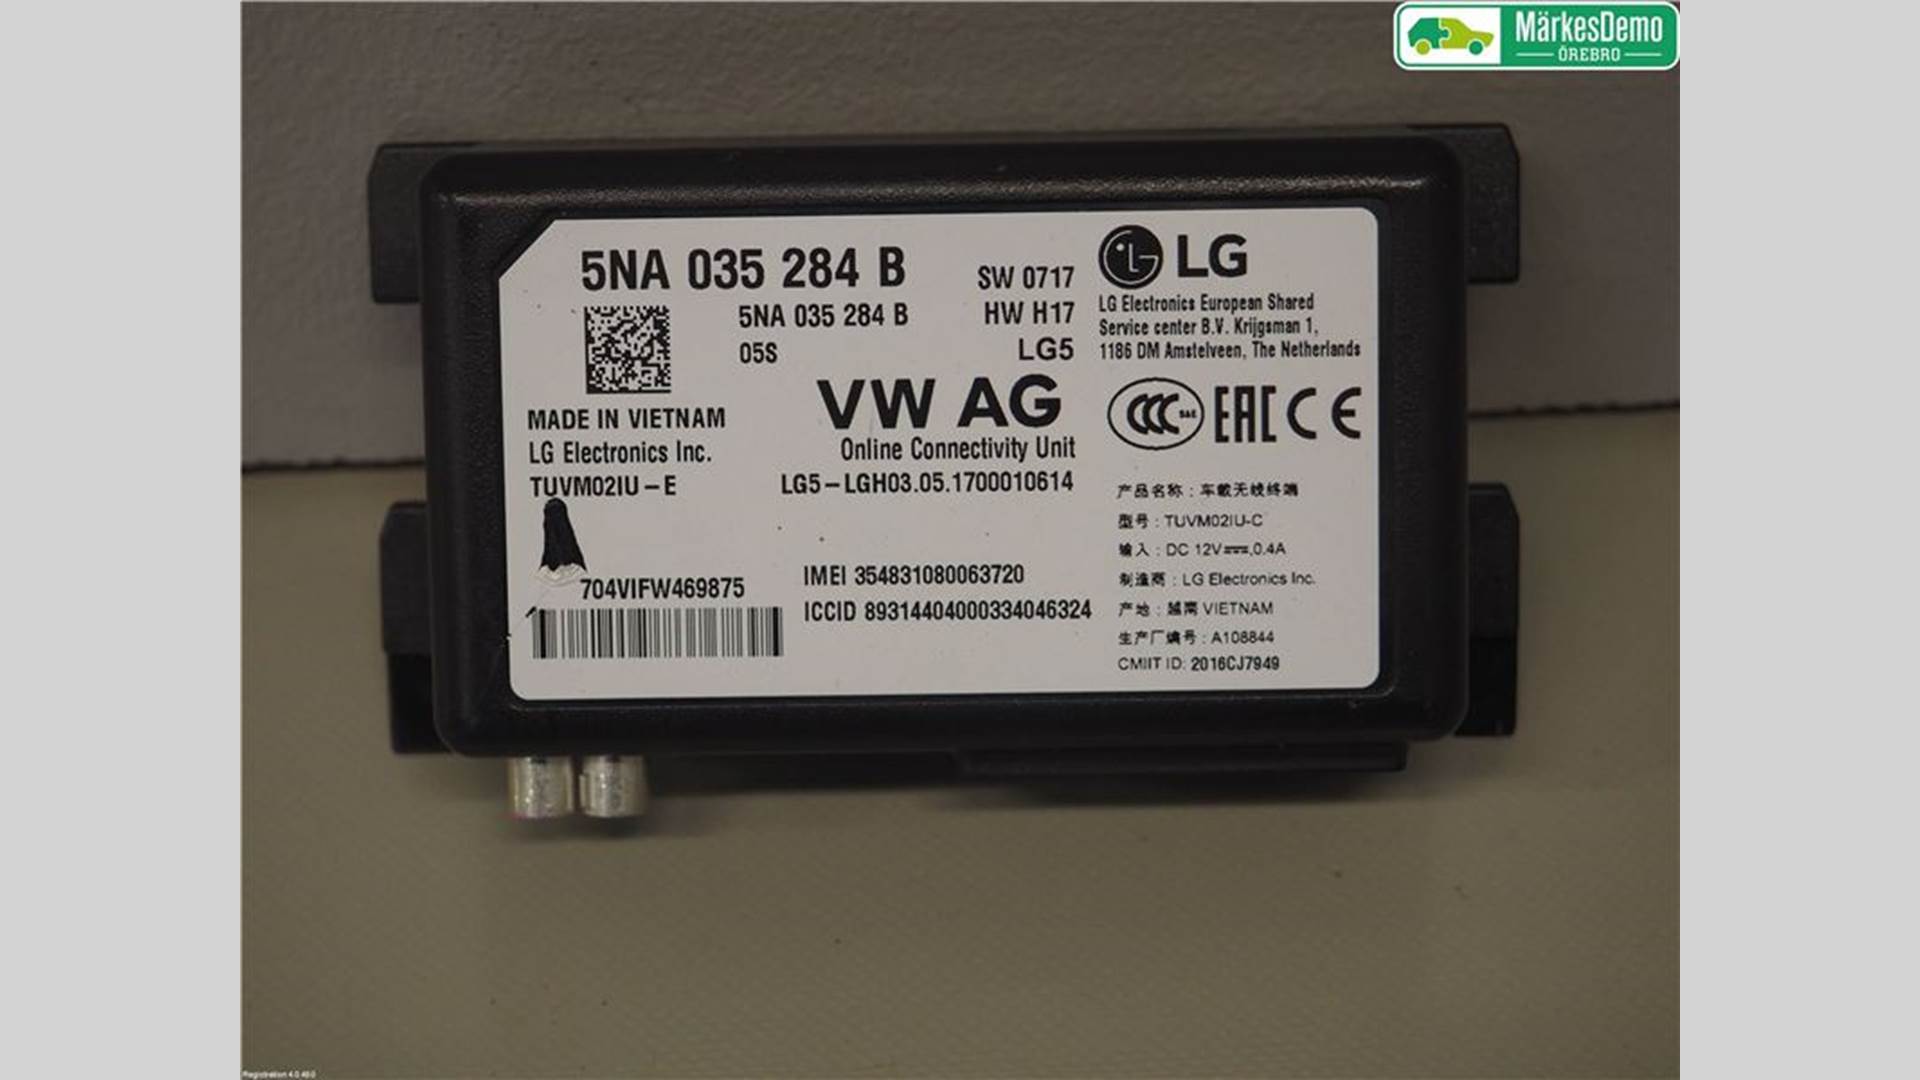 MärkesDemo
ÖREBRO
5NA 035 284 B
5NA 035 284 B
05S
SW 0717
HW H17
LG5
LG
LG Electronics European Shared
Service center B.V. Krijgsman 1,
1186 DM Amstelveen, The Netherlands
VW AG
Online Connectivity Unit
LG5-LGH03.05.1700010614
MADE IN VIETNAM
LG Electronics Inc.
TUVM02IU-E
CCC S&E EAC CE
704VIFW469875
IMEI 354831080063720
ICCID 89314404000334046324
产品名称 : 车载无线终端
型号 : TUVM02IU-C
输入 : DC 12V⎓,0.4A
制造商 : LG Electronics Inc.
产地 : 越南 VIETNAM
生产厂编号 : A108844
CMIIT ID: 2016CJ7949